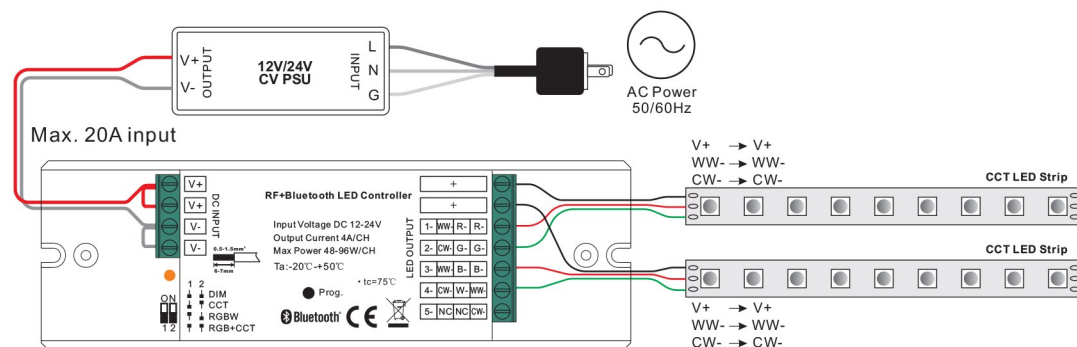 V+
V-
OUTPUT
12V/24V
CV PSU
INPUT
L
N
G
AC Power
50/60Hz
Max. 20A input
V+
V+
V-
V-
DC INPUT
0.5-1.5mm²
6-7mm
ON
1 2
1 2
DIM
CCT
RGBW
RGB+CCT
RF+Bluetooth LED Controller
Input Voltage DC 12-24V
Output Current 4A/CH
Max Power 48-96W/CH
Ta:-20℃-+50℃
• tc=75℃
Prog.
Bluetooth®
CE
LED OUTPUT
+
+
1- WW- R- R-
2- CW- G- G-
3- WW- B- B-
4- CW- W- WW-
5- NC NC CW-
V+ → V+
WW- → WW-
CW- → CW-
CCT LED Strip
CCT LED Strip
V+ → V+
WW- → WW-
CW- → CW-